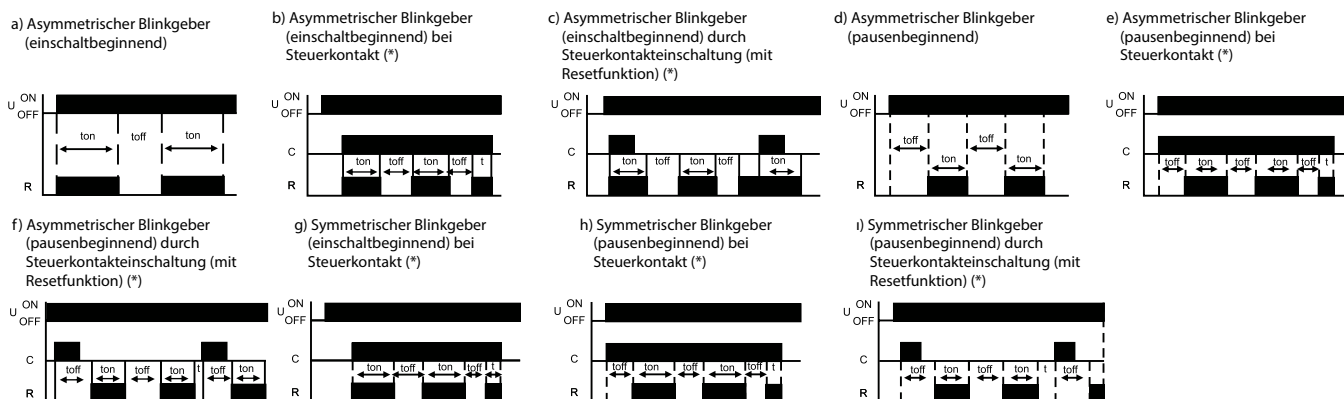 a) Asymmetrischer Blinkgeber
(einschaltbeginnend)
U ON
OFF
ton toff ton
R
b) Asymmetrischer Blinkgeber
(einschaltbeginnend) bei
Steuerkontakt (*)
U ON
OFF
C
ton toff ton toff t
R
c) Asymmetrischer Blinkgeber
(einschaltbeginnend) durch
Steuerkontakteinschaltung (mit
Resetfunktion) (*)
U ON
OFF
C
ton toff ton toff ton
R
d) Asymmetrischer Blinkgeber
(pausenbeginnend)
U ON
OFF
toff toff
ton ton
R
e) Asymmetrischer Blinkgeber
(pausenbeginnend) bei
Steuerkontakt (*)
U ON
OFF
C
toff ton toff ton toff t
R
f) Asymmetrischer Blinkgeber
(pausenbeginnend) durch
Steuerkontakteinschaltung (mit
Resetfunktion) (*)
U ON
OFF
C
toff ton toff ton t toff ton
R
g) Symmetrischer Blinkgeber
(einschaltbeginnend) bei
Steuerkontakt (*)
U ON
OFF
C
ton toff ton toff t
R
h) Symmetrischer Blinkgeber
(pausenbeginnend) bei
Steuerkontakt (*)
U ON
OFF
C
toff ton toff ton toff t
R
ı) Symmetrischer Blinkgeber
(pausenbeginnend) durch
Steuerkontakteinschaltung (mit
Resetfunktion) (*)
U ON
OFF
C
toff ton toff ton t toff
R